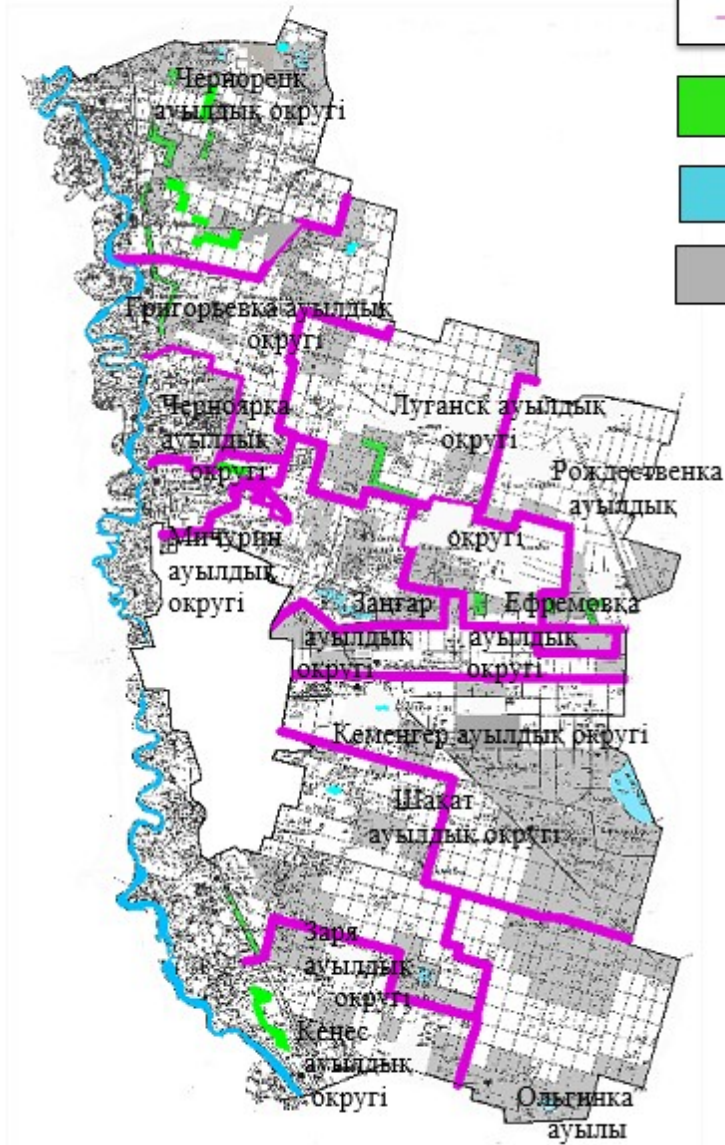 Чернорецк
ауылдық округі
Григорьевка ауылдық
округі
Черноярка
ауылдық
округі
Луганск ауылдық
округі
Рождественка
ауылдық
округі
Мичурин
ауылдық
округі
Заңғар
ауылдық
округі
Ефремовка
ауылдық
округі
Кеменгер ауылдық округі
Шақат
ауылдық округі
Заря
ауылдық
округі
Кеңес
ауылдық
округі
Ольгинка
ауылы